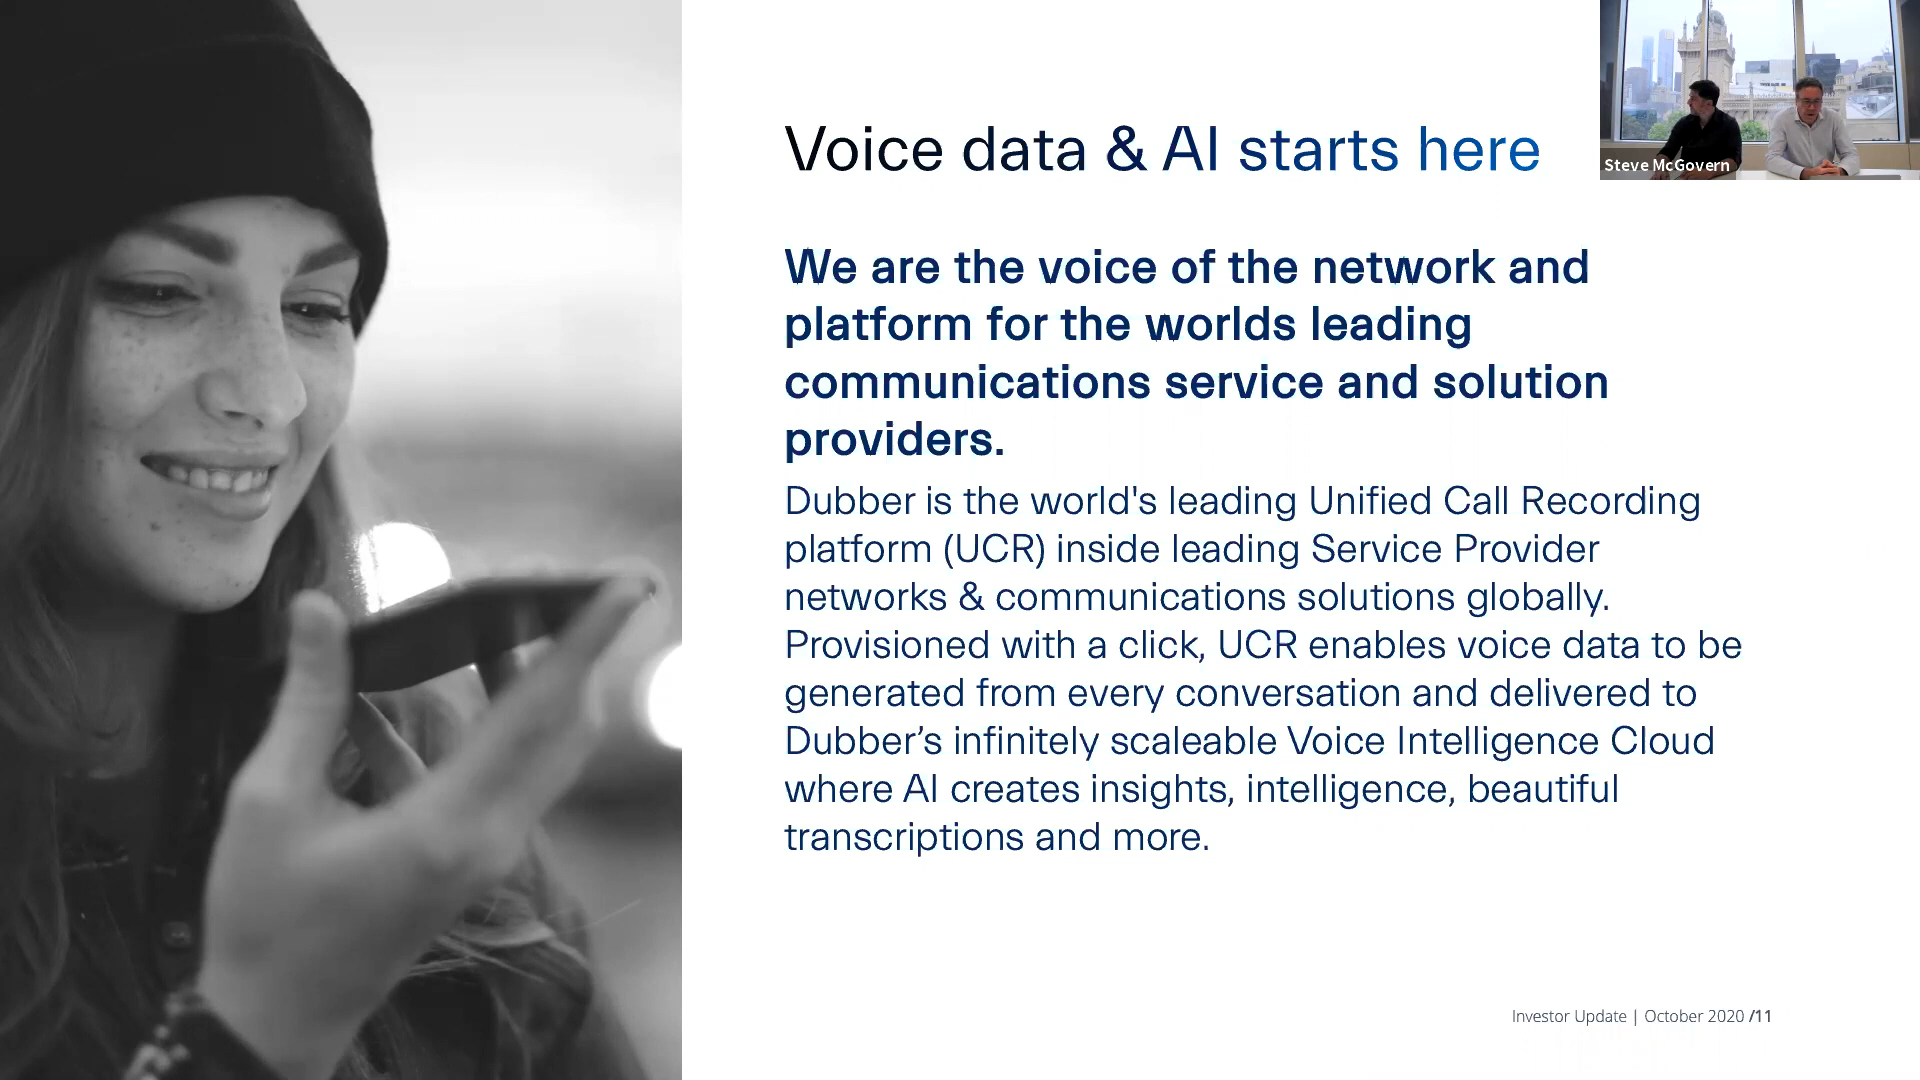 Voice data & AI starts here
Steve McGovern
We are the voice of the network and
platform for the worlds leading
communications service and solution
providers.
Dubber is the world's leading Unified Call Recording
platform (UCR) inside leading Service Provider
networks & communications solutions globally.
Provisioned with a click, UCR enables voice data to be
generated from every conversation and delivered to
Dubber’s infinitely scaleable Voice Intelligence Cloud
where AI creates insights, intelligence, beautiful
transcriptions and more.
Investor Update | October 2020 /11